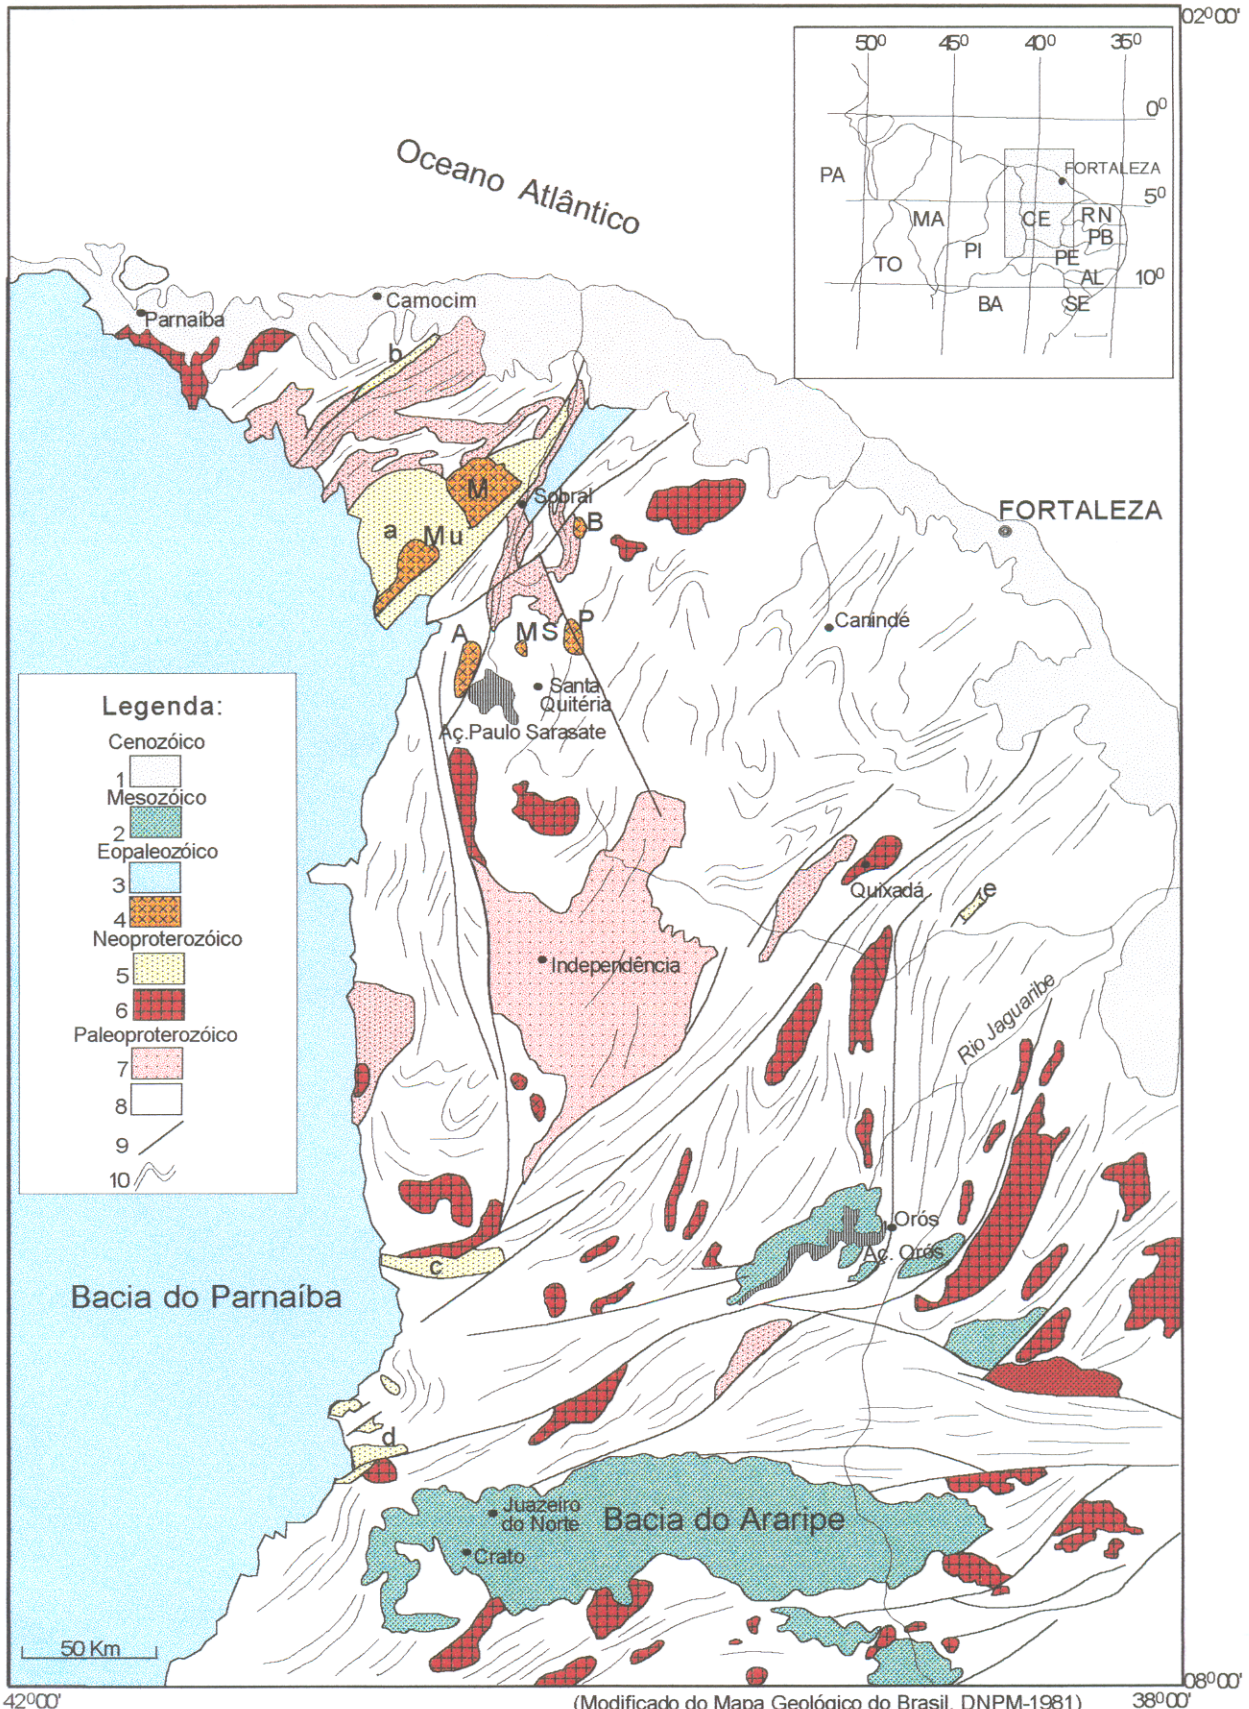 02°00'
50°
45°
40°
35°
0°
5°
10°
PA
MA
TO
PI
CE
BA
RN
PB
PE
AL
SE
FORTALEZA
Oceano Atlântico
Parnaíba
Camocim
b
M
Sobral
a
Mu
B
FORTALEZA
A
MS
P
Canindé
Santa
Quitéria
Aç.Paulo Sarasate
Legenda:
Cenozóico
1
Mesozóico
2
Eopaleozóico
3
4
Neoproterozóico
5
6
Paleoproterozóico
7
8
9
10
Quixadá
e
Independência
Rio Jaguaribe
Orós
Aç. Orós
c
Bacia do Parnaíba
d
Juazeiro
do Norte
Bacia do Araripe
Crato
50 Km
42°00'
(Modificado do Mapa Geológico do Brasil, DNPM-1981)
38°00'
08°00'